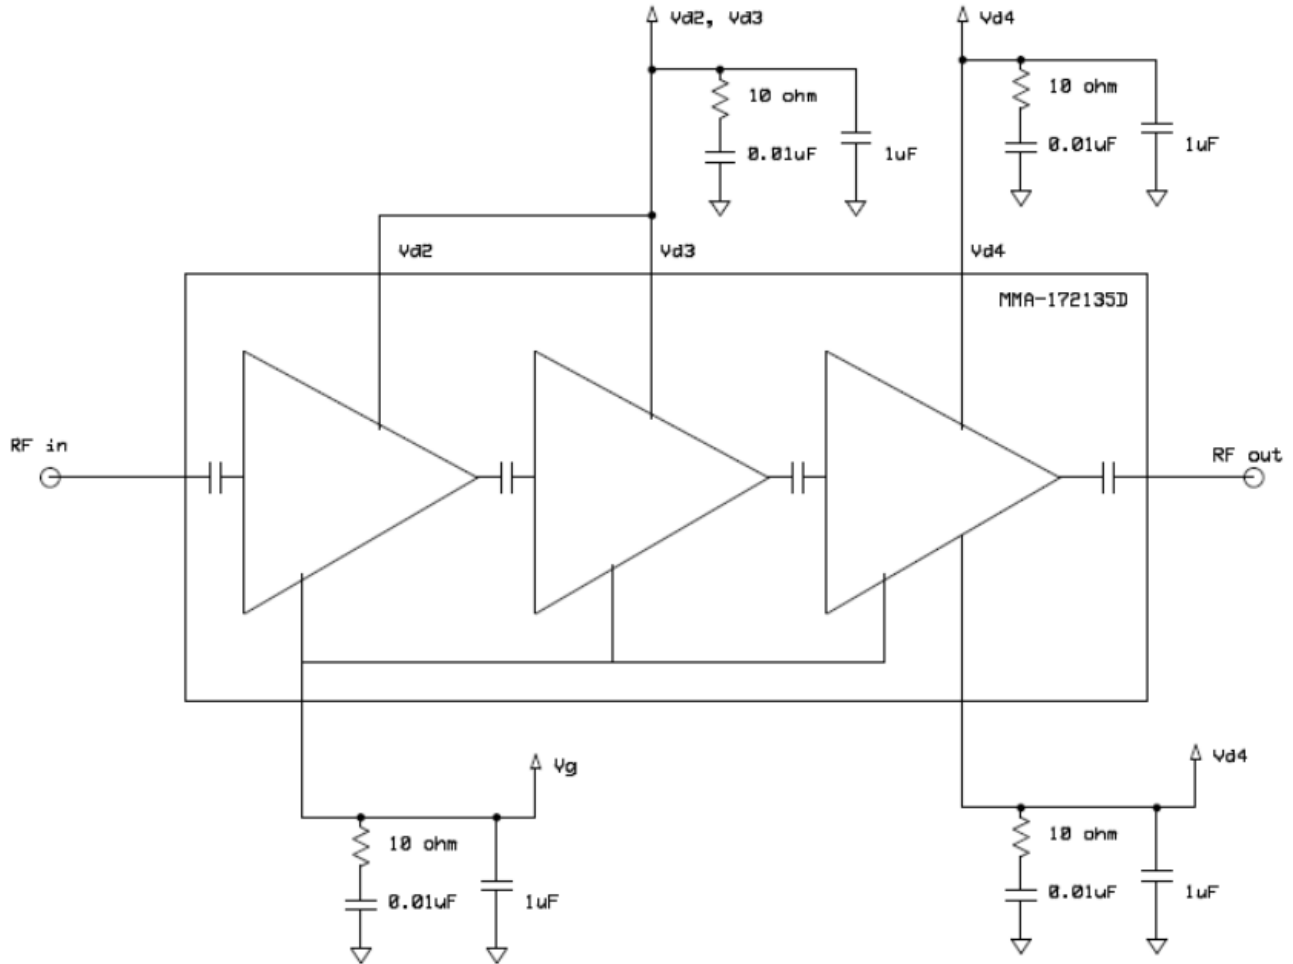 Vd2, Vd3
Vd4
10 ohm
0.01uF
1uF
10 ohm
0.01uF
1uF
Vd2
Vd3
Vd4
MMA-172135D
RF in
RF out
Vg
10 ohm
0.01uF
1uF
Vd4
10 ohm
0.01uF
1uF